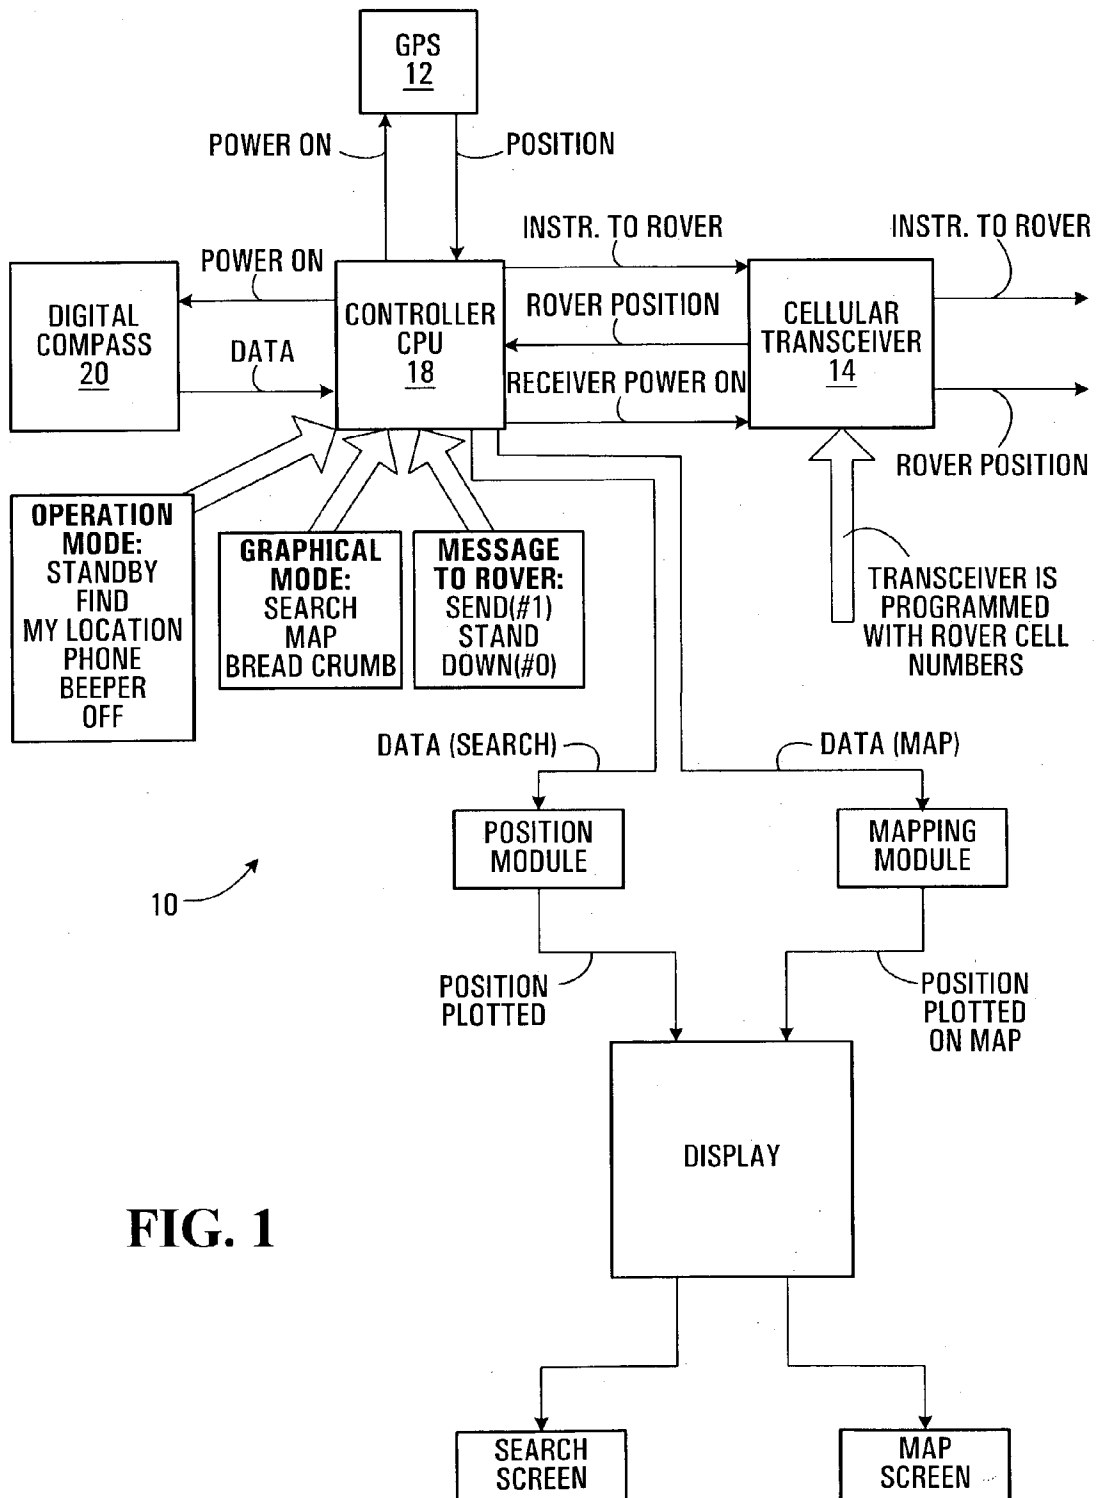 GPS
12
POWER ON
POSITION
INSTR. TO ROVER
INSTR. TO ROVER
POWER ON
DIGITAL
COMPASS
20
DATA
CONTROLLER
CPU
18
ROVER POSITION
RECEIVER POWER ON
CELLULAR
TRANSCEIVER
14
ROVER POSITION
OPERATION
MODE:
STANDBY
FIND
MY LOCATION
PHONE
BEEPER
OFF
GRAPHICAL
MODE:
SEARCH
MAP
BREAD CRUMB
MESSAGE
TO ROVER:
SEND(#1)
STAND
DOWN(#0)
TRANSCEIVER IS
PROGRAMMED
WITH ROVER CELL
NUMBERS
DATA (SEARCH)
DATA (MAP)
POSITION
MODULE
MAPPING
MODULE
10
POSITION
PLOTTED
POSITION
PLOTTED
ON MAP
DISPLAY
FIG. 1
SEARCH
SCREEN
MAP
SCREEN